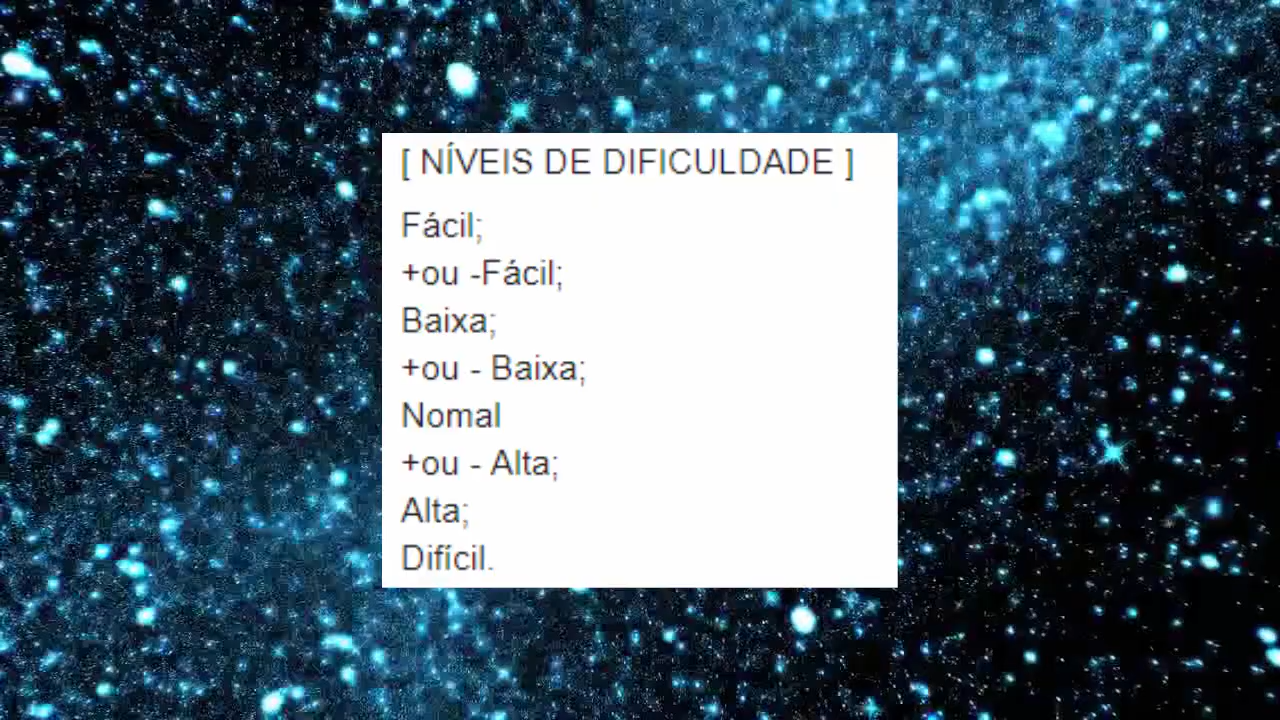 [ NÍVEIS DE DIFICULDADE ]
Fácil;
+ou -Fácil;
Baixa;
+ou - Baixa;
Nomal
+ou - Alta;
Alta;
Difícil.